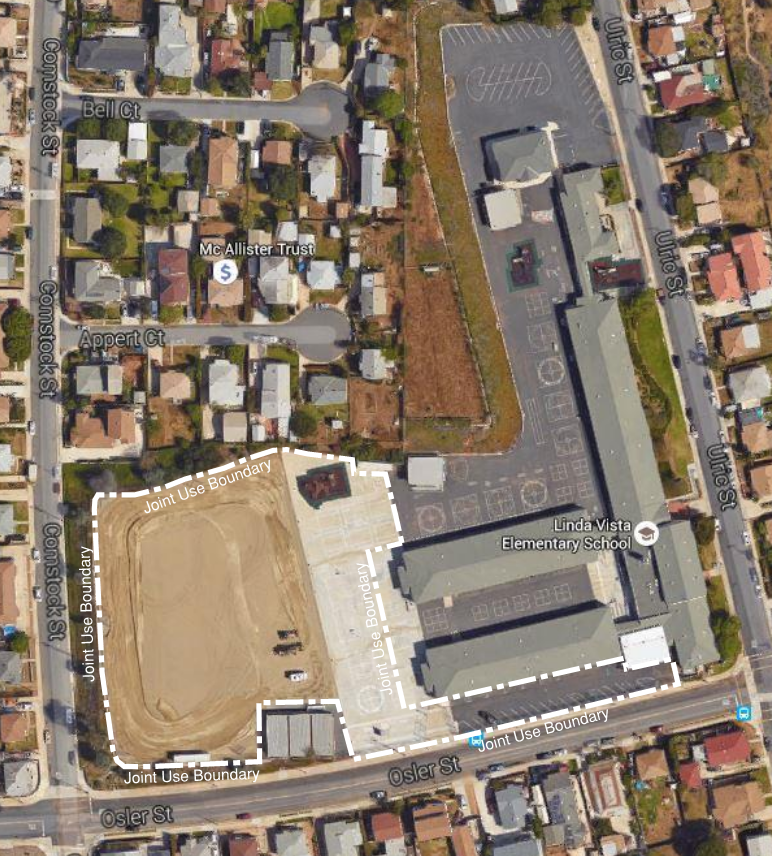 Comstock St
Ulric St
Bell Ct
Mc Allister Trust
$
Ulric St
Comstock St
Appert Ct
Joint Use Boundary
Ulric St
Linda Vista
Elementary School
Comstock St
Joint Use Boundary
Joint Use Boundary
Joint Use Boundary
Joint Use Boundary
Osler St
Osler St